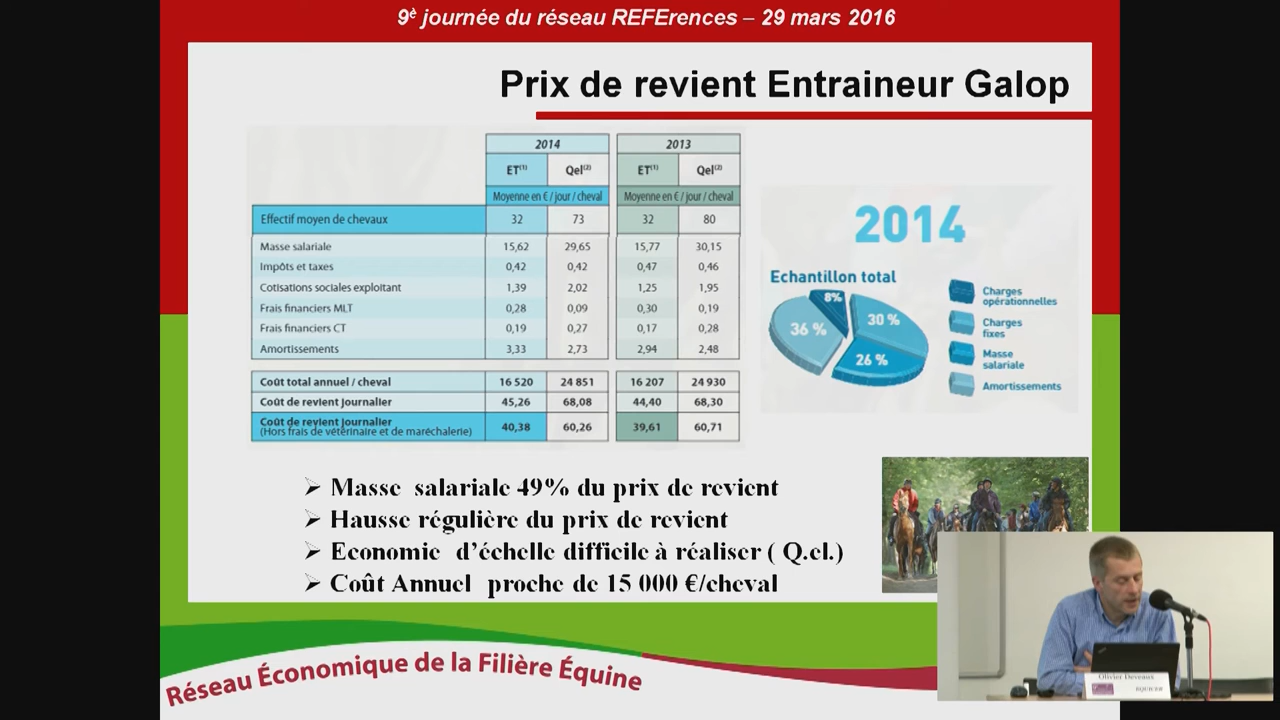 9è journée du réseau REFErences – 29 mars 2016
Prix de revient Entraineur Galop
2014 2013
ET(1) Qel(2) ET(1) Qel(2)
Moyenne en € / jour / cheval Moyenne en € / jour / cheval
Effectif moyen de chevaux 32 73 32 80
Masse salariale 15,62 29,65 15,77 30,15
Impôts et taxes 0,42 0,42 0,47 0,46
Cotisations sociales exploitant 1,39 2,02 1,25 1,95
Frais financiers MLT 0,28 0,09 0,30 0,19
Frais financiers CT 0,19 0,27 0,17 0,28
Amortissements 3,33 2,73 2,94 2,48
Coût total annuel / cheval 16 520 24 851 16 207 24 930
Coût de revient journalier 45,26 68,08 44,40 68,30
Coût de revient journalier
(Hors frais de vétérinaire et de maréchalerie) 40,38 60,26 39,61 60,71
2014
Echantillon total
8%
36 %
30 %
26 %
Charges
opérationnelles
Charges
fixes
Masse
salariale
Amortissements
➢ Masse salariale 49% du prix de revient
➢ Hausse régulière du prix de revient
➢ Economie d'échelle difficile à réaliser ( Q.el.)
➢ Coût Annuel proche de 15 000 €/cheval
Réseau Économique de la Filière Équine
Olivier Deveaux
EQUICER